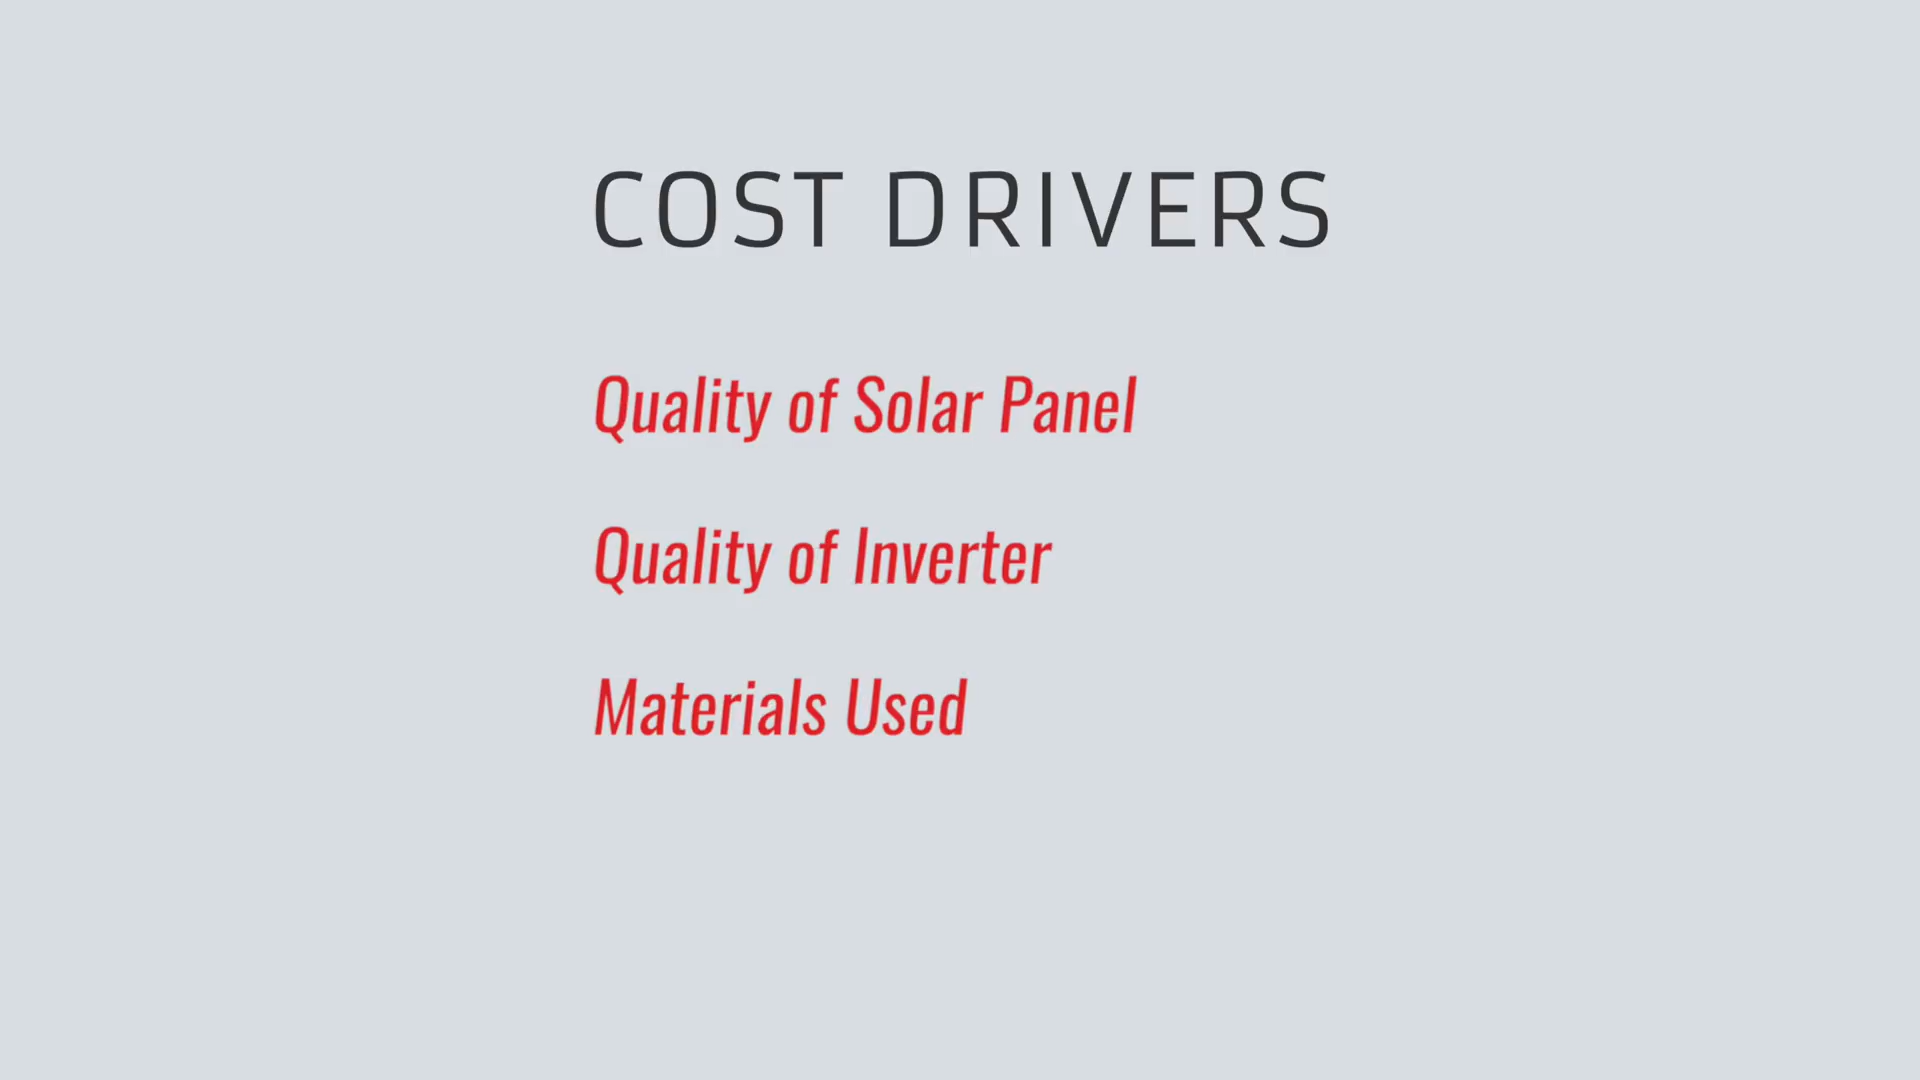 COST DRIVERS
Quality of Solar Panel
Quality of Inverter
Materials Used